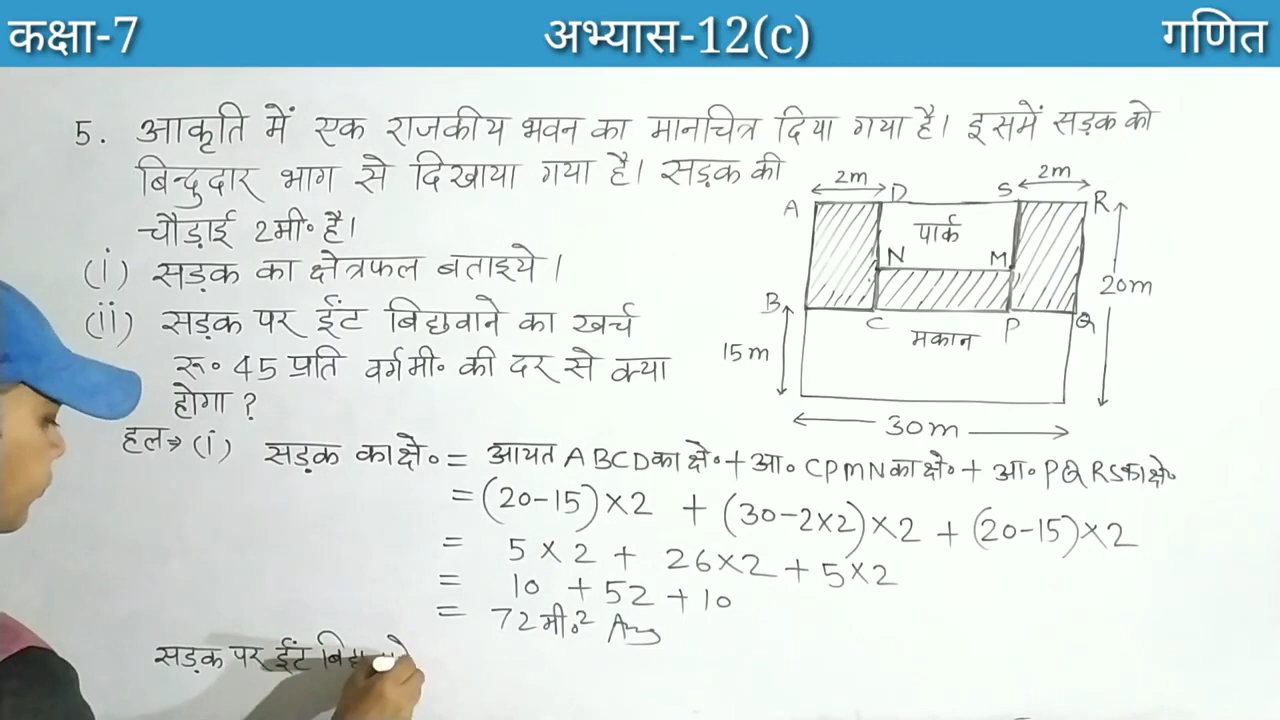 कक्षा-7 अभ्यास-12(c) गणित
5. आकृति में एक राजकीय भवन का मानचित्र दिया गया है। इसमें सड़क को
बिन्दुदार भाग से दिखाया गया है। सड़क की
चौड़ाई 2मी॰ है।
(i) सड़क का क्षेत्रफल बताइये।
(ii) सड़क पर ईंट बिछवाने का खर्च
रू॰ 45 प्रति वर्गमी॰ की दर से क्या
होगा ?
2m 2m
A D S R
पार्क
N M
20m
B C P Q
15m मकान
30m
हल⇒(i) सड़क का क्षे॰ = आयत ABCD का क्षे॰ + आ॰ CPMN का क्षे॰ + आ॰ PQRS का क्षे॰
= (20-15)×2 + (30-2×2)×2 + (20-15)×2
= 5×2 + 26×2 + 5×2
= 10 + 52 + 10
= 72मी॰² Ans
सड़क पर ईंट